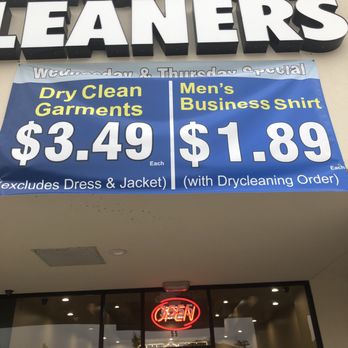 LEANERS
Wednesday & Thursday Special
Dry Clean
Garments
$3.49
Each
(excludes Dress & Jacket)
Men's
Business Shirt
$1.89
Each
(with Drycleaning Order)
OPEN